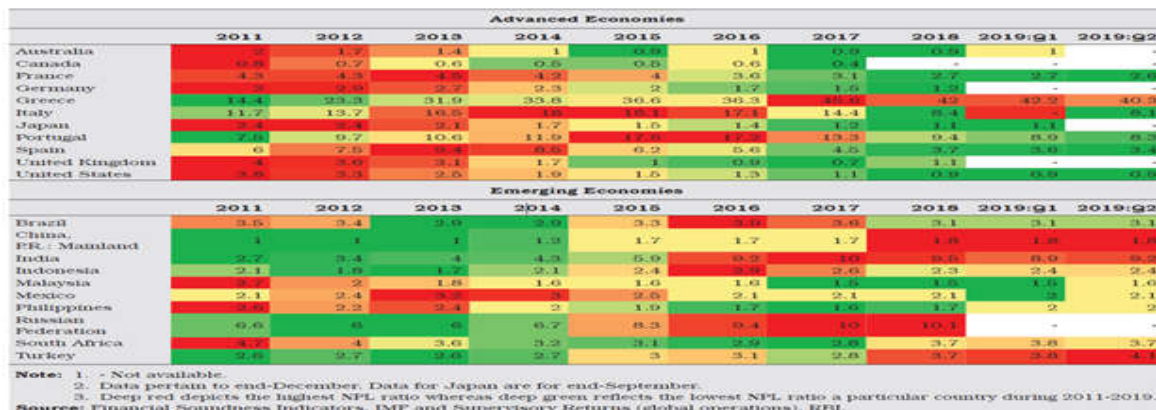 Advanced Economies
2011 2012 2013 2014 2015 2016 2017 2018 2019:Q1 2019:Q2
Australia 2 1.7 1.4 1 0.9 1 0.9 0.9 1 -
Canada 0.8 0.7 0.6 0.5 0.5 0.6 0.4 - - -
France 4.3 4.3 4.5 4.2 4 3.6 3.1 2.7 2.7 2.6
Germany 3 2.9 2.7 2.3 2 1.7 1.5 1.2 - -
Greece 14.4 23.3 31.9 33.8 36.6 36.3 45.6 42 42.2 40.3
Italy 11.7 13.7 16.5 18 18.1 17.1 14.4 8.4 - 8.1
Japan 2.4 2.4 2.1 1.7 1.5 1.4 1.2 1.1 1.1 -
Portugal 7.5 9.7 10.6 11.9 17.5 17.2 13.3 9.4 8.9 8.3
Spain 6 7.5 9.4 8.5 6.2 5.6 4.5 3.7 3.6 3.4
United Kingdom 4 3.6 3.1 1.7 1 0.9 0.7 1.1 - -
United States 3.8 3.3 2.5 1.9 1.5 1.3 1.1 0.9 0.9 0.9
Emerging Economies
2011 2012 2013 2014 2015 2016 2017 2018 2019:Q1 2019:Q2
Brazil 3.5 3.4 2.9 2.9 3.3 3.9 3.6 3.1 3.1 3.1
China,
P.R.: Mainland 1 1 1 1.2 1.7 1.7 1.7 1.8 1.8 1.8
India 2.7 3.4 4 4.3 5.9 9.2 10 9.5 8.9 9.2
Indonesia 2.1 1.8 1.7 2.1 2.4 2.9 2.6 2.3 2.4 2.4
Malaysia 2.7 2 1.8 1.6 1.6 1.6 1.5 1.5 1.5 1.6
Mexico 2.1 2.4 3.2 3 2.5 2.1 2.1 2.1 2 2.1
Philippines 2.6 2.2 2.4 2 1.9 1.7 1.6 1.7 2 2
Russian
Federation 6.6 6 6 6.7 8.3 9.4 10 10.1 - -
South Africa 4.7 4 3.6 3.2 3.1 2.9 2.8 3.7 3.8 3.7
Turkey 2.6 2.7 2.6 2.7 3 3.1 2.8 3.7 3.8 4.1
Note: 1. - Not available.
2. Data pertain to end-December. Data for Japan are for end-September.
3. Deep red depicts the highest NPL ratio whereas deep green reflects the lowest NPL ratio a particular country during 2011-2019.
Source: Financial Soundness Indicators, IMF and Supervisory Returns (global operations), RBI.